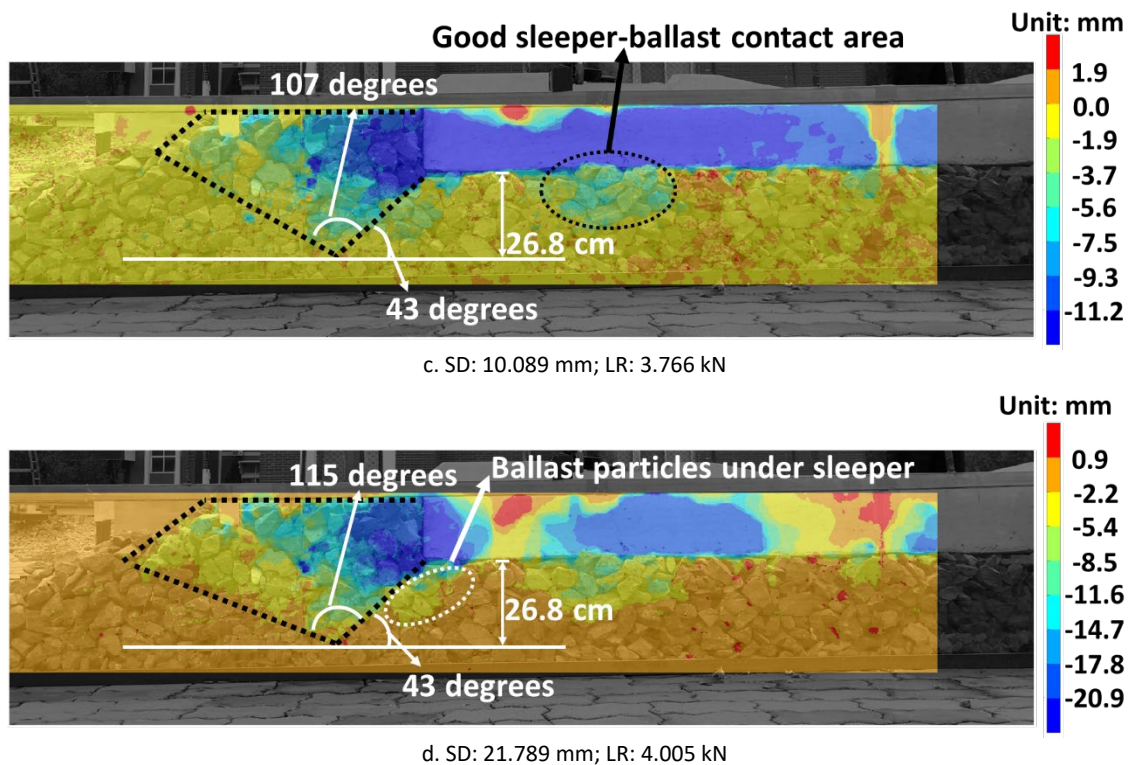 Unit: mm
Good sleeper-ballast contact area
107 degrees
1.9
0.0
-1.9
-3.7
-5.6
-7.5
-9.3
-11.2
26.8 cm
43 degrees
c. SD: 10.089 mm; LR: 3.766 kN
Unit: mm
115 degrees
Ballast particles under sleeper
0.9
-2.2
-5.4
-8.5
-11.6
-14.7
-17.8
-20.9
26.8 cm
43 degrees
d. SD: 21.789 mm; LR: 4.005 kN